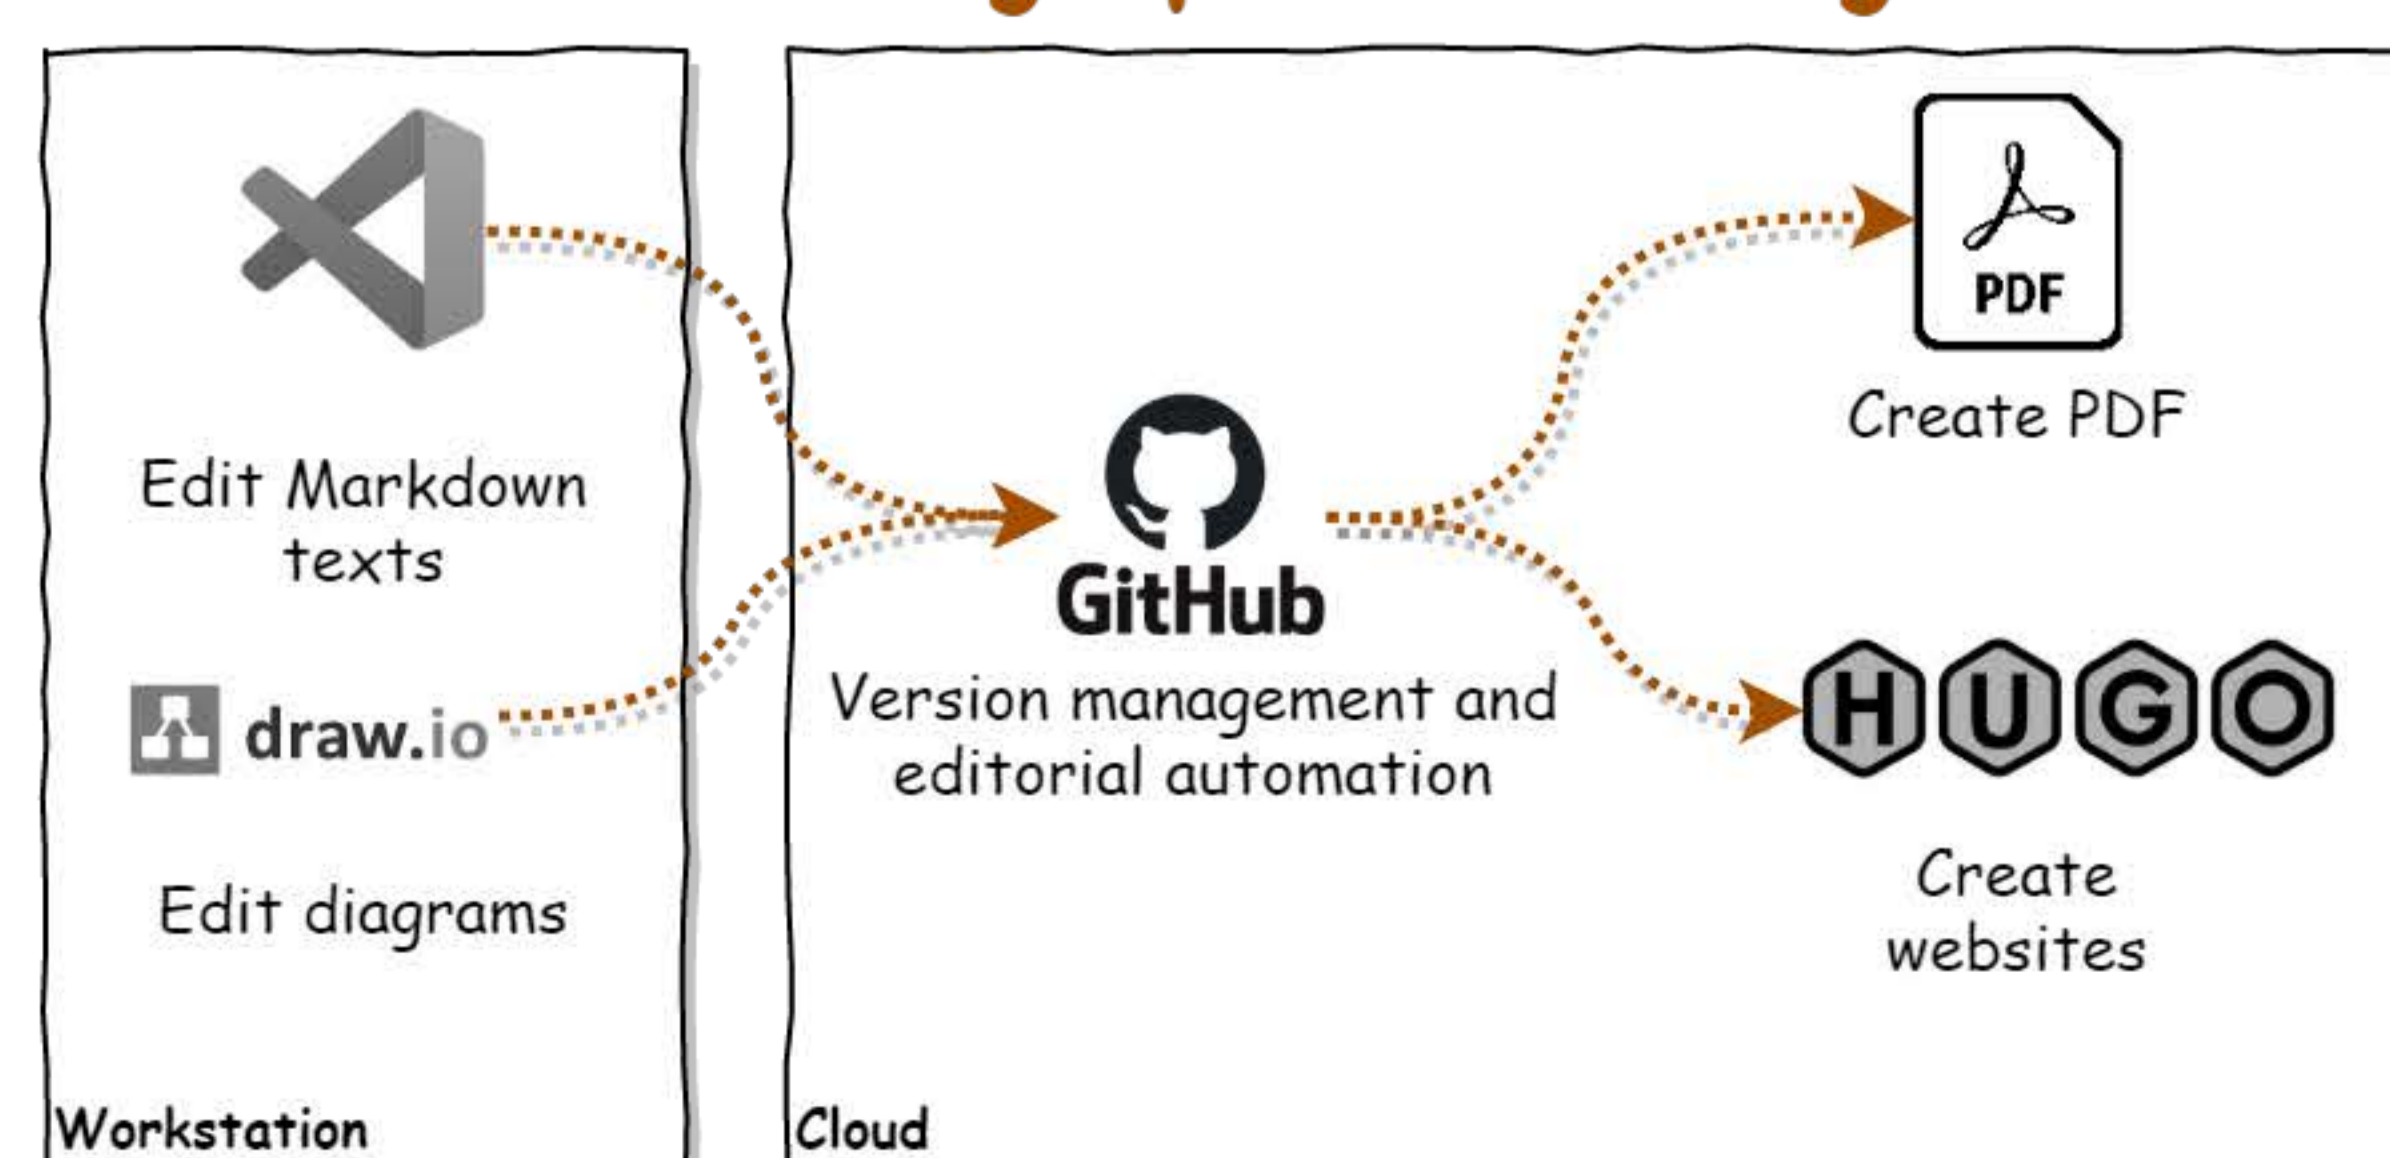 Edit Markdown
texts
draw.io
Edit diagrams
Workstation
GitHub
Version management and
editorial automation
PDF
Create PDF
HUGO
Create
websites
Cloud